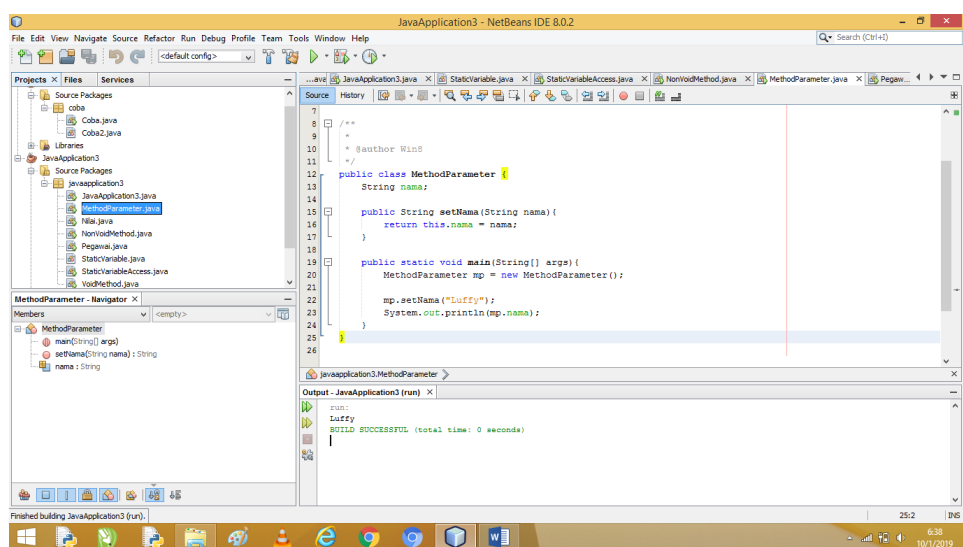 JavaApplication3 - NetBeans IDE 8.0.2
File Edit View Navigate Source Refactor Run Debug Profile Team Tools Window Help
Search (Ctrl+I)
<default config>
Projects Files Services
...ava JavaApplication3.java StaticVariable.java StaticVariableAccess.java NonVoidMethod.java MethodParameter.java Pegaw...
Source History
Source Packages
coba
Coba.java
Coba2.java
Libraries
JavaApplication3
Source Packages
javaapplication3
JavaApplication3.java
MethodParameter.java
Nilai.java
NonVoidMethod.java
Pegawai.java
StaticVariable.java
StaticVariableAccess.java
VoidMethod.java
7
8 /**
9 *
10 * @author Win8
11 */
12 public class MethodParameter {
13 String nama;
14
15 public String setNama(String nama){
16 return this.nama = nama;
17 }
18
19 public static void main(String[] args){
20 MethodParameter mp = new MethodParameter();
21
22 mp.setNama("Luffy");
23 System.out.println(mp.nama);
24 }
25 }
26
MethodParameter - Navigator
Members <empty>
MethodParameter
main(String[] args)
setNama(String nama) : String
nama : String
javaapplication3.MethodParameter
Output - JavaApplication3 (run)
run:
Luffy
BUILD SUCCESSFUL (total time: 0 seconds)
Finished building JavaApplication3 (run).
25:2 INS
6:38
10/1/2019